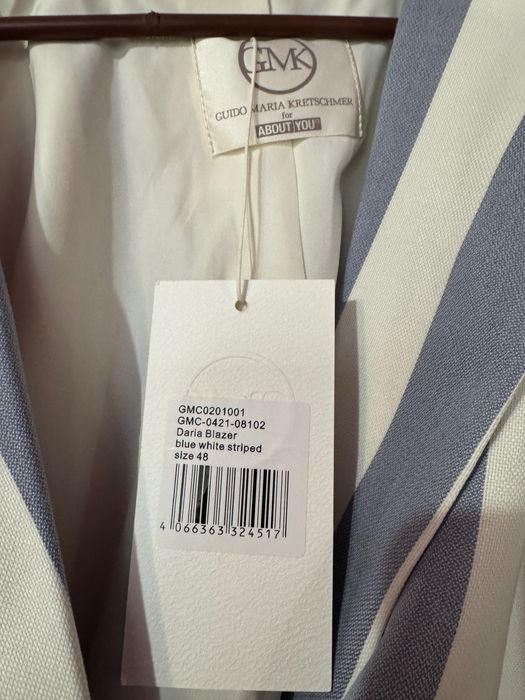 GMK
GUIDO MARIA KRETSCHMER
for
ABOUT YOU
GMC0201001
GMC-0421-08102
Daria Blazer
blue white striped
size 48
4 066363 324517